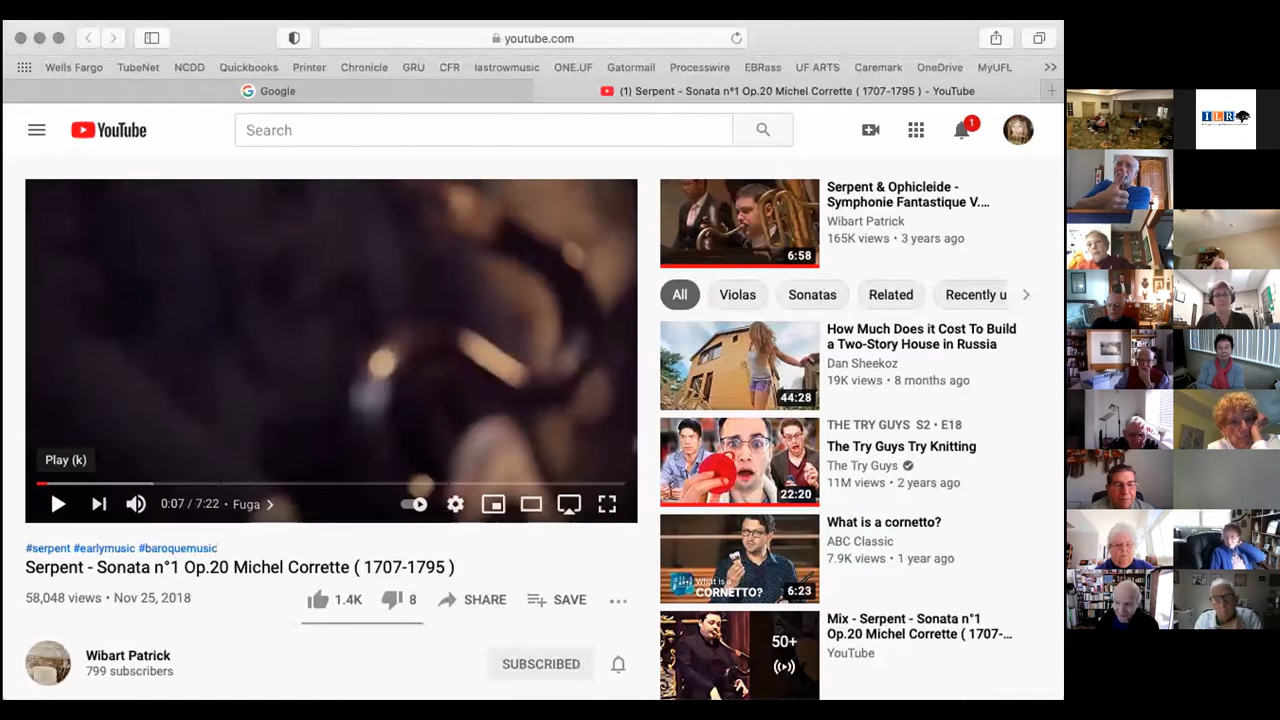 youtube.com
Wells Fargo TubeNet NCDD Quickbooks Printer Chronicle GRU CFR lastrowmusic ONE.UF Gatormail Processwire EBRass UF ARTS Caremark OneDrive MyUFL >>
Google
(1) Serpent - Sonata n°1 Op.20 Michel Corrette ( 1707-1795 ) - YouTube
YouTube
Search
1
Serpent & Ophicleide -
Symphonie Fantastique V....
Wibart Patrick
165K views • 3 years ago
6:58
All Violas Sonatas Related Recently u
How Much Does it Cost To Build
a Two-Story House in Russia
Dan Sheekoz
19K views • 8 months ago
44:28
THE TRY GUYS S2 • E18
The Try Guys Try Knitting
The Try Guys
11M views • 2 years ago
22:20
What is a cornetto?
ABC Classic
7.9K views • 1 year ago
What is a
CORNETTO?
6:23
Mix - Serpent - Sonata n°1
Op.20 Michel Corrette ( 1707-...
YouTube
50+
Play (k)
0:07 / 7:22 • Fuga
#serpent #earlymusic #baroquemusic
Serpent - Sonata n°1 Op.20 Michel Corrette ( 1707-1795 )
58,048 views • Nov 25, 2018
1.4K 8 SHARE SAVE
Wibart Patrick
799 subscribers
SUBSCRIBED
ILR